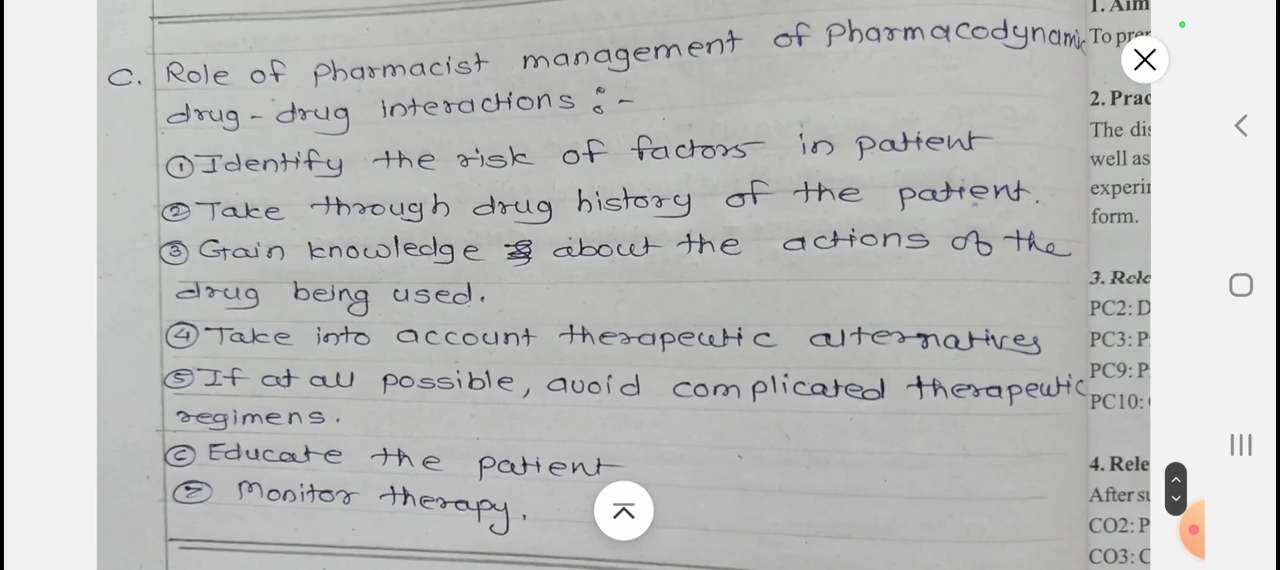 C. Role of pharmacist management of Pharmacodynamic
drug-drug interactions :-
① Identify the risk of factors in patient
② Take through drug history of the patient.
③ Gain knowledge about the actions of the
drug being used.
④ Take into account therapeutic alternatives
⑤ If at all possible, avoid complicated therapeutic
regimens.
⑥ Educate the patient
⑦ Monitor therapy.
1. Aim
To
2. Prac
The dis
well as
experi
form.
3. Rele
PC2: D
PC3: P
PC9: P
PC10:
4. Rele
After su
CO2: P
CO3: C